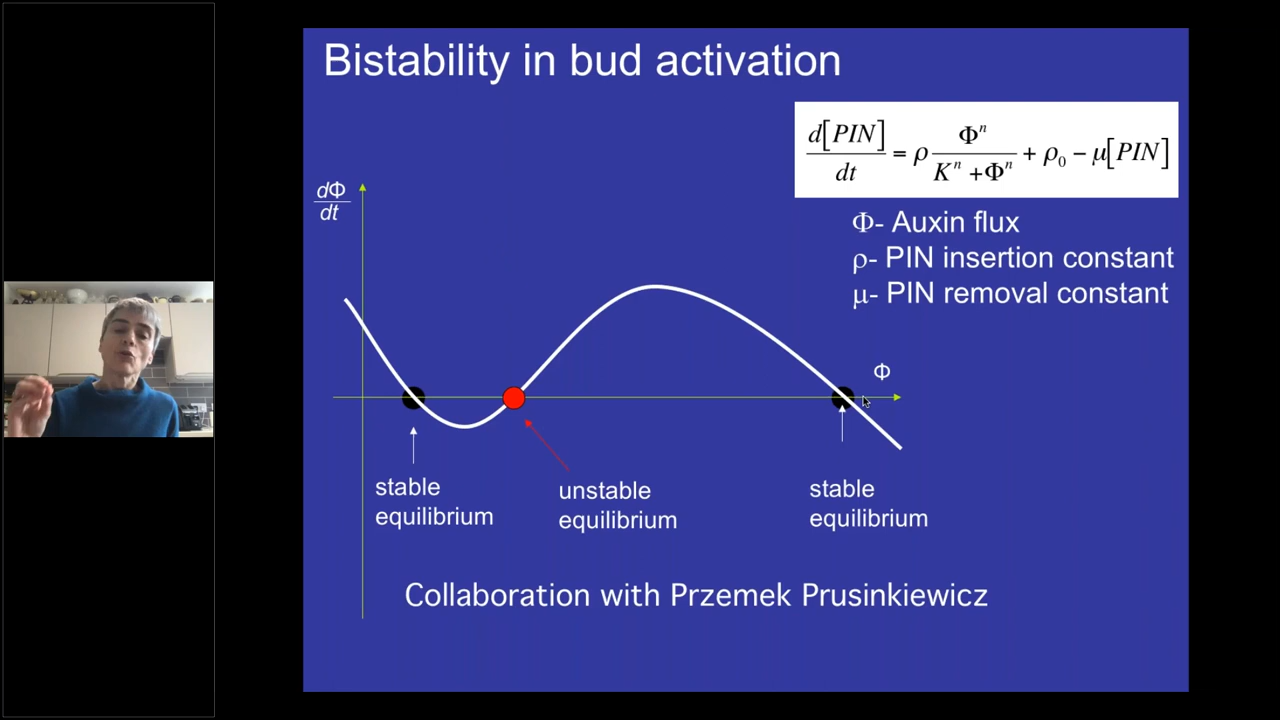 Bistability in bud activation
d[PIN]/dt = ρ Φⁿ/(Kⁿ +Φⁿ) + ρ₀ − μ[PIN]
dΦ/dt
Φ- Auxin flux
ρ- PIN insertion constant
μ- PIN removal constant
Φ
stable
equilibrium
unstable
equilibrium
stable
equilibrium
Collaboration with Przemek Prusinkiewicz